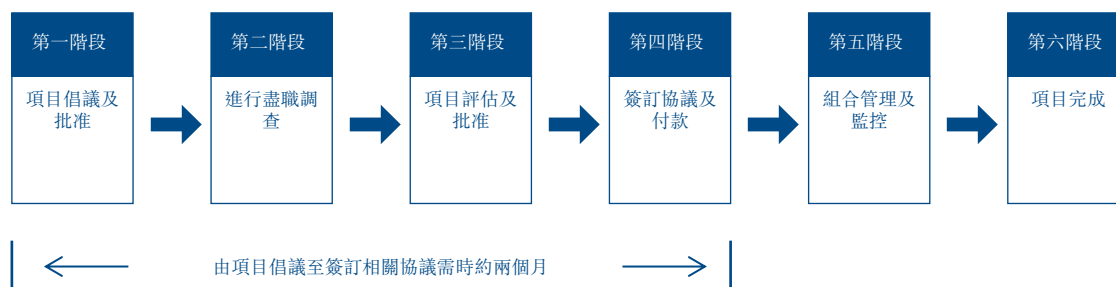 第一階段
第二階段
第三階段
第四階段
第五階段
第六階段
項目倡議及
批准
進行盡職調
查
項目評估及
批准
簽訂協議及
付款
組合管理及
監控
項目完成
由項目倡議至簽訂相關協議需時約兩個月